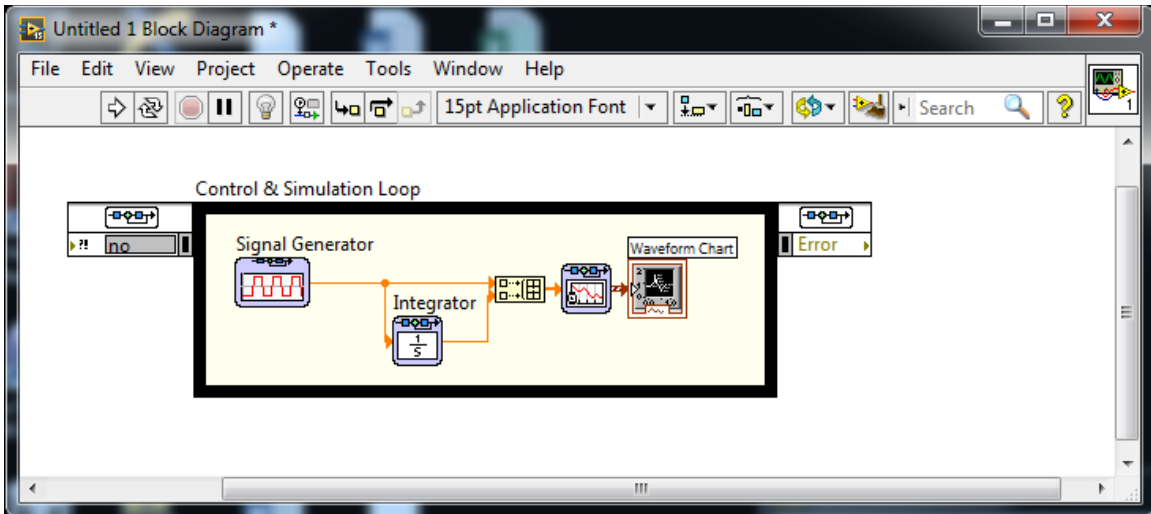 Untitled 1 Block Diagram *
File Edit View Project Operate Tools Window Help
15pt Application Font
Search
1
Control & Simulation Loop
no
Error
Signal Generator
Waveform Chart
Integrator
1
S